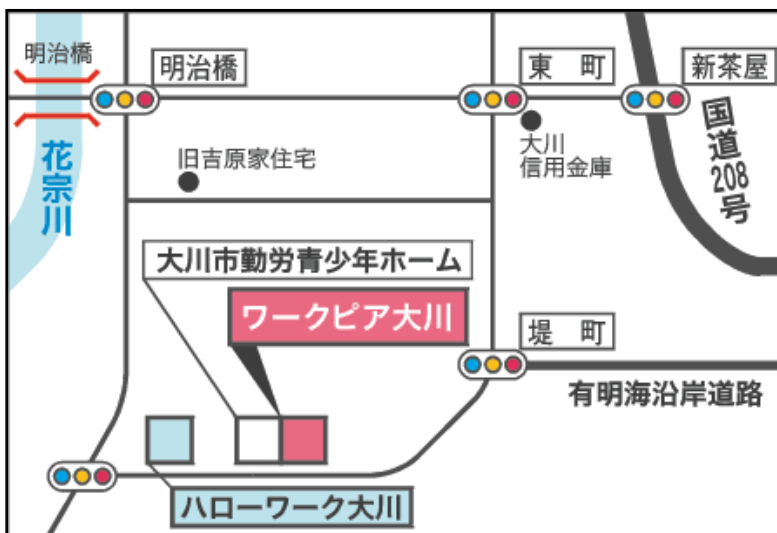 明治橋
明治橋
東 町
新茶屋
花宗川
旧吉原家住宅
大川
信用金庫
国道208号
大川市勤労青少年ホーム
ワークピア大川
堤 町
有明海沿岸道路
ハローワーク大川